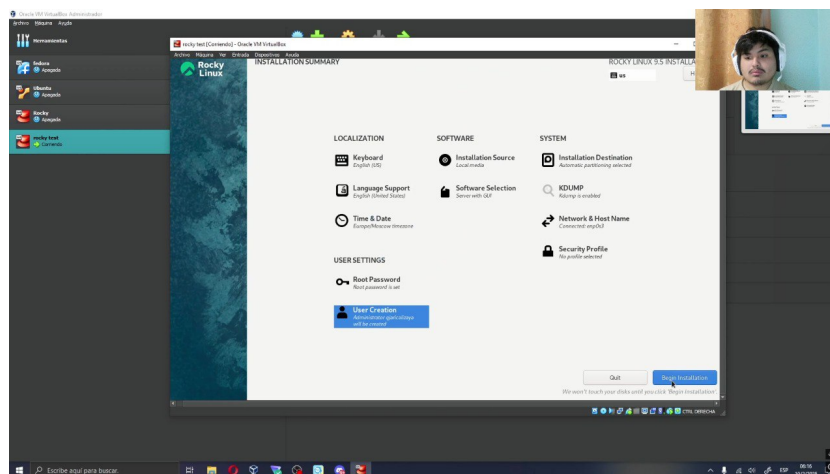 Oracle VM VirtualBox Administrador
Archivo Máquina Ayuda
Herramientas
fedora
Apagada
Ubuntu
Apagada
Rocky
Apagada
rocky test
Corriendo
rocky test [Corriendo] - Oracle VM VirtualBox
Archivo Máquina Ver Entrada Dispositivos Ayuda
Rocky
Linux
INSTALLATION SUMMARY
ROCKY LINUX 9.5 INSTALLA
us
H
LOCALIZATION
SOFTWARE
SYSTEM
Keyboard
English (US)
Installation Source
Local media
Installation Destination
Automatic partitioning selected
Language Support
English (United States)
Software Selection
Server with GUI
KDUMP
Kdump is enabled
Time & Date
Europe/Moscow timezone
Network & Host Name
Connected: enp0s3
Security Profile
No profile selected
USER SETTINGS
Root Password
Root password is set
User Creation
Administrator
will be created
Quit
Begin Installation
We won't touch your disks until you click 'Begin Installation'.
CTRL DERECHA
Escribe aquí para buscar.
ESP
06:16